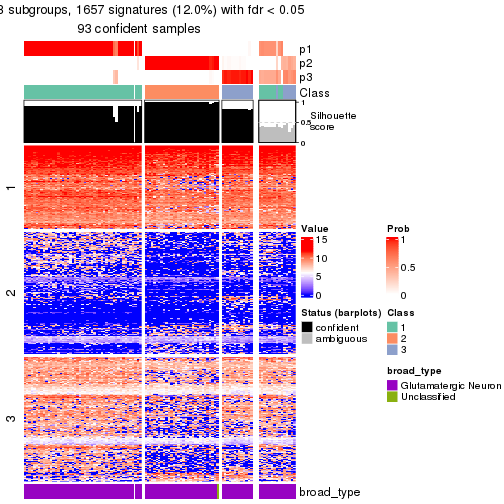 3 subgroups, 1657 signatures (12.0%) with fdr < 0.05
93 confident samples
p1
p2
p3
Class
1
0.5
0
Silhouette
score
1
2
3
broad_type
Value
15
10
5
0
Prob
1
0.5
0
Status (barplots)
confident
ambiguous
Class
1
2
3
broad_type
Glutamatergic Neuron
Unclassified